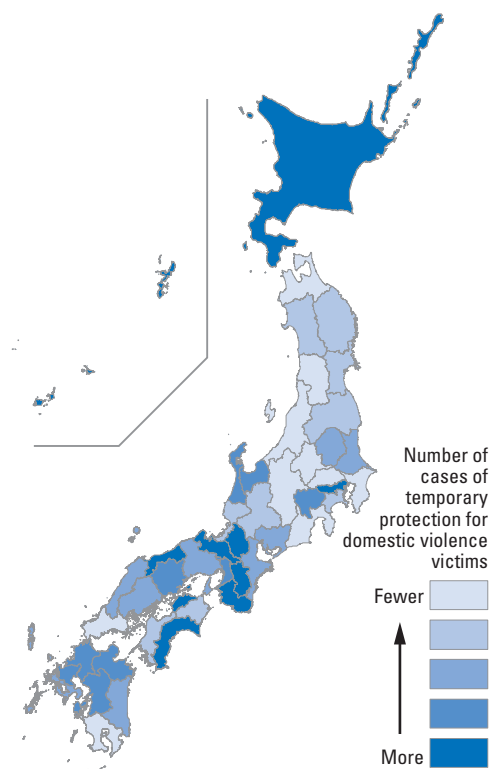 Number of
cases of
temporary
protection for
domestic violence
victims
Fewer
More